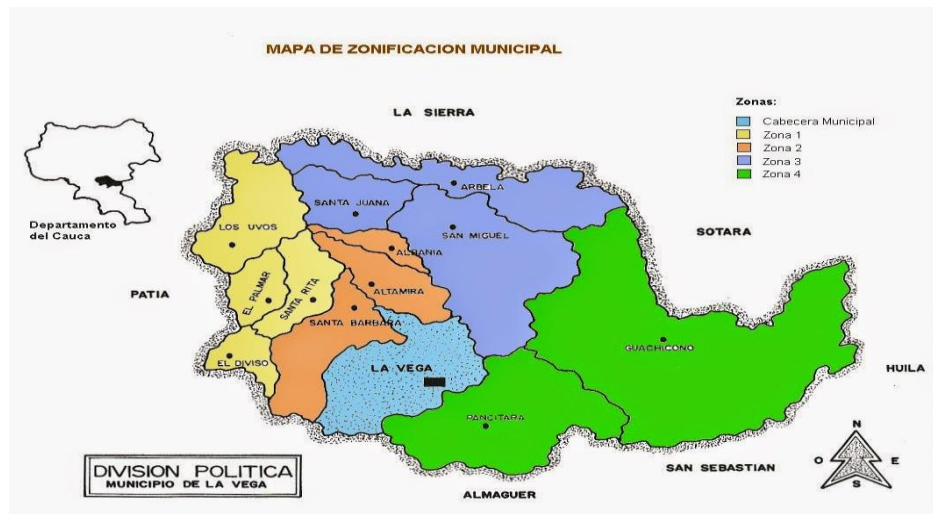 MAPA DE ZONIFICACION MUNICIPAL
LA SIERRA
Zonas:
Cabecera Municipal
Zona 1
Zona 2
Zona 3
Zona 4
Departamento
del Cauca
ARBELA
SANTA JUANA
LOS UVOS
SAN MIGUEL
SOTARA
ALBANIA
PATIA
EL PALMAR
SANTA RITA
ALTAMIRA
SANTA BARBARA
GUACHICONO
EL DIVISO
LA VEGA
HUILA
PANCITARA
N
O
E
S
DIVISION POLITICA
MUNICIPIO DE LA VEGA
SAN SEBASTIAN
ALMAGUER